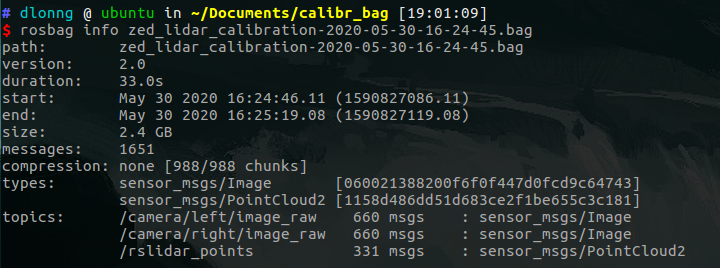 # dlonng @ ubuntu in ~/Documents/calibr_bag [19:01:09]
$ rosbag info zed_lidar_calibration-2020-05-30-16-24-45.bag
path:        zed_lidar_calibration-2020-05-30-16-24-45.bag
version:     2.0
duration:    33.0s
start:       May 30 2020 16:24:46.11 (1590827086.11)
end:         May 30 2020 16:25:19.08 (1590827119.08)
size:        2.4 GB
messages:    1651
compression: none [988/988 chunks]
types:       sensor_msgs/Image       [060021388200f6f0f447d0fcd9c64743]
             sensor_msgs/PointCloud2 [1158d486dd51d683ce2f1be655c3c181]
topics:      /camera/left/image_raw    660 msgs    : sensor_msgs/Image
             /camera/right/image_raw   660 msgs    : sensor_msgs/Image
             /rslidar_points           331 msgs    : sensor_msgs/PointCloud2